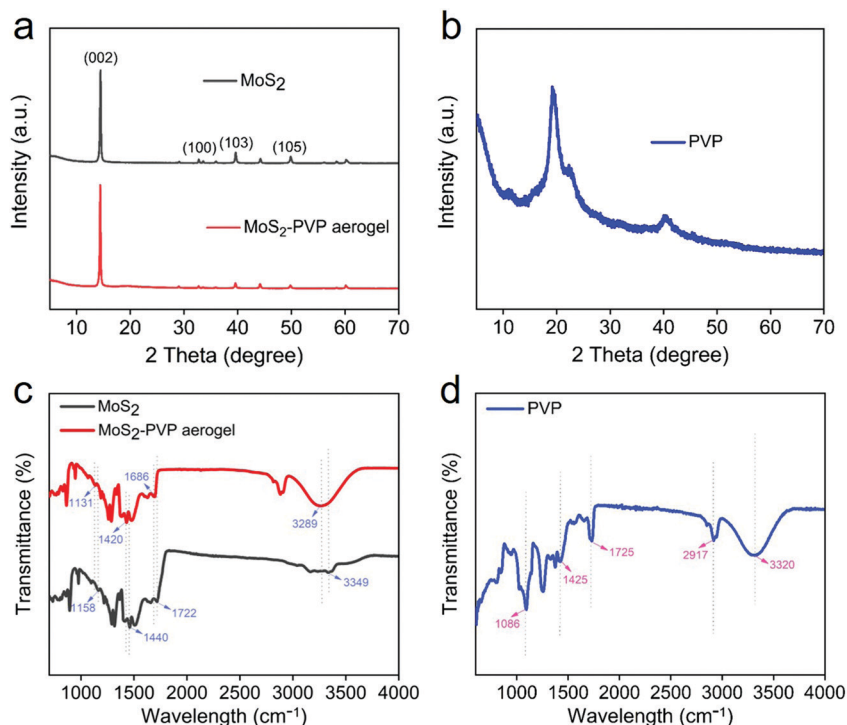 a
(002)
MoS2
(100)
(103)
(105)
MoS2-PVP aerogel
Intensity (a.u.)
10 20 30 40 50 60 70
2 Theta (degree)
b
PVP
Intensity (a.u.)
10 20 30 40 50 60 70
2 Theta (degree)
c
MoS2
MoS2-PVP aerogel
1131
1686
1420
3289
1158
1722
3349
1440
Transmittance (%)
1000 1500 2000 2500 3000 3500 4000
Wavelength (cm⁻¹)
d
PVP
1725
2917
1425
3320
1086
Transmittance (%)
1000 1500 2000 2500 3000 3500 4000
Wavelength (cm⁻¹)